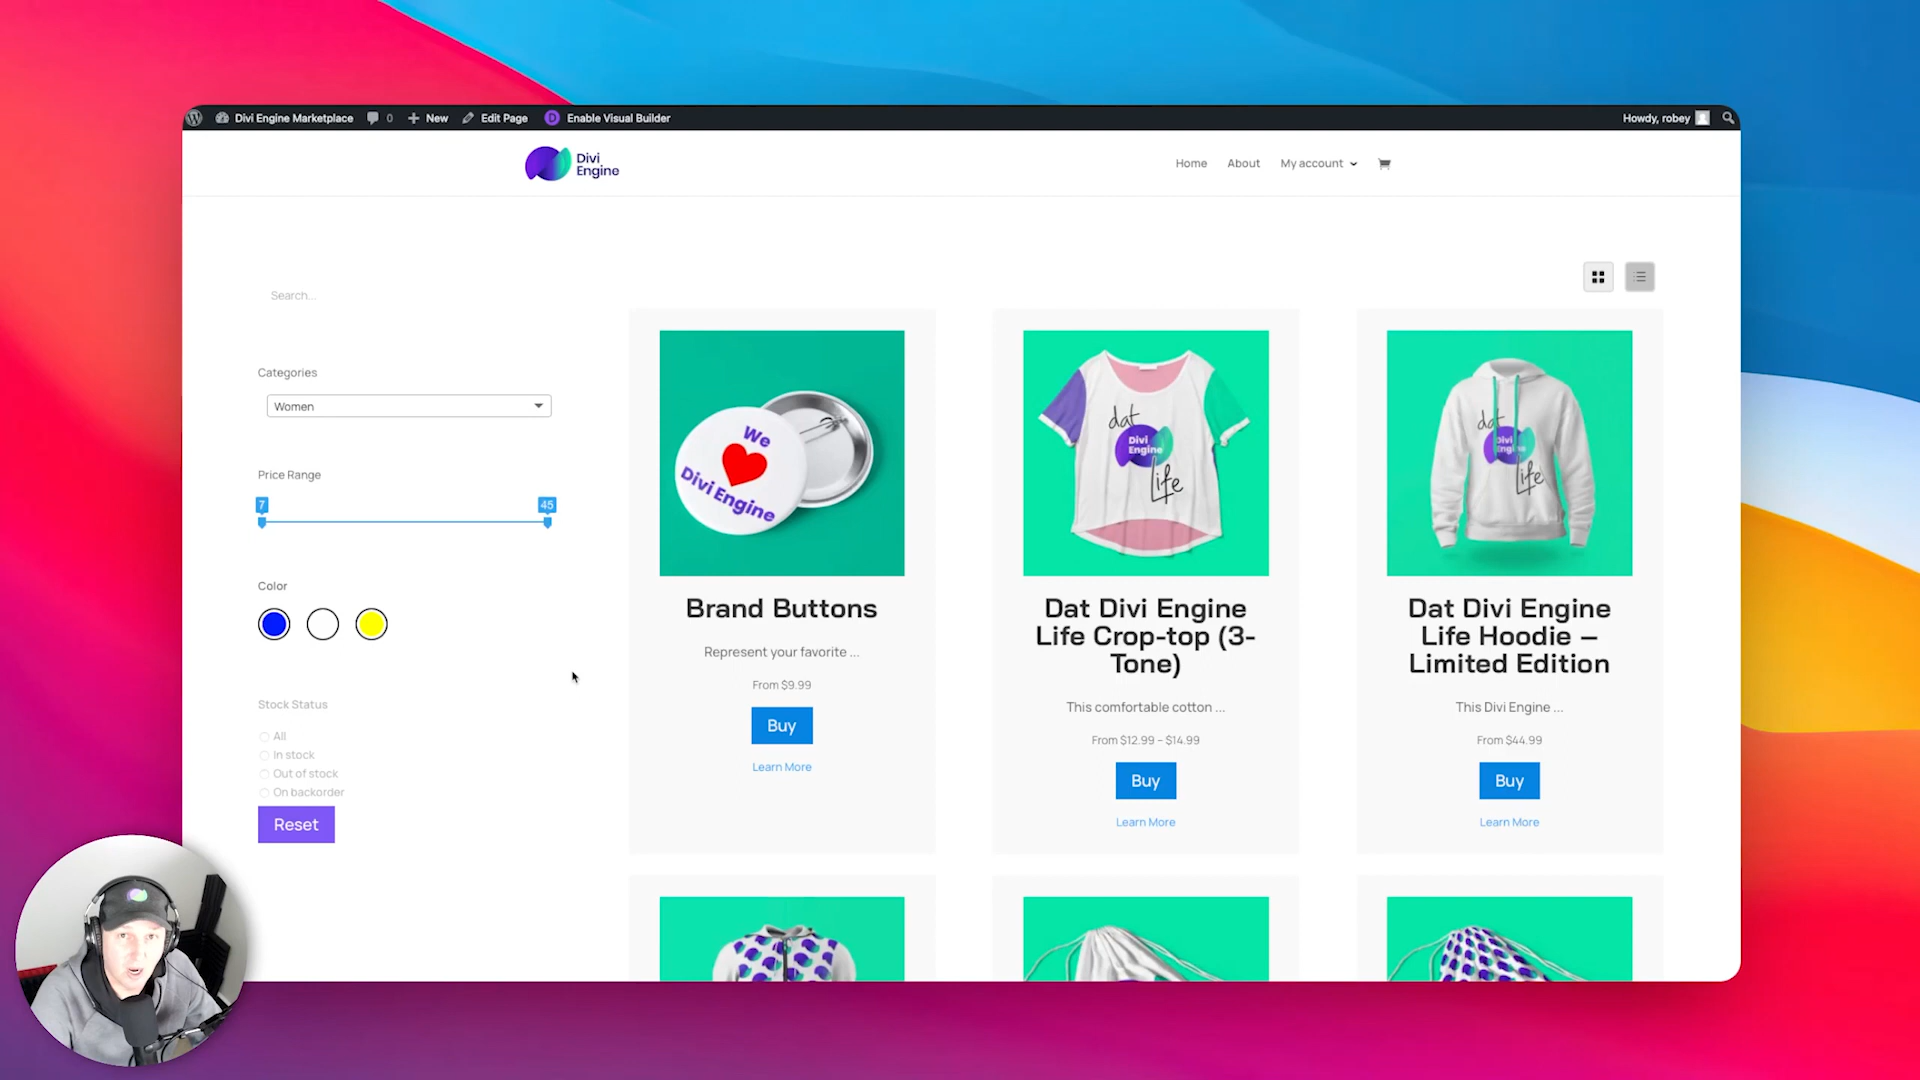 Divi Engine Marketplace 0 New Edit Page Enable Visual Builder Howdy, robey
Divi
Engine
Home About My account
Search...
Categories
Women
Price Range
7 45
Color
Stock Status
All
In stock
Out of stock
On backorder
Reset
We
Divi Engine
Brand Buttons
Represent your favorite ...
From $9.99
Buy
Learn More
dat
Divi
Engine
Life
Dat Divi Engine
Life Crop-top (3-
Tone)
This comfortable cotton ...
From $12.99 – $14.99
Buy
Learn More
dat
Divi
Engine
Life
Dat Divi Engine
Life Hoodie –
Limited Edition
This Divi Engine ...
From $44.99
Buy
Learn More